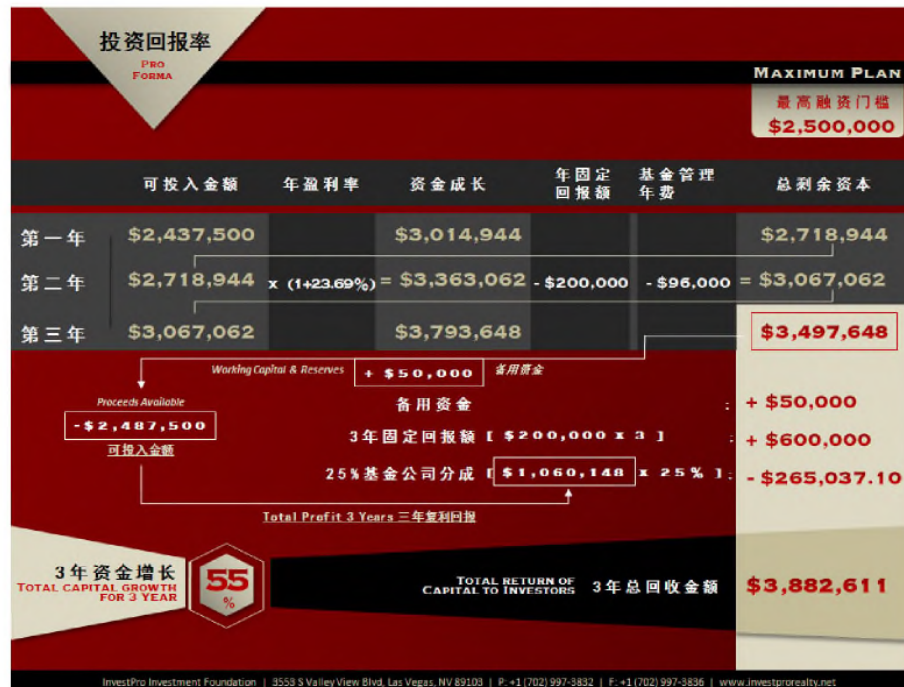 投资回报率
PRO
FORMA
MAXIMUM PLAN
最高融资门槛
$2,500,000
可投入金额 年盈利率 资金成长 年固定回报额 基金管理年费 总剩余资本
第一年 $2,437,500 $3,014,944 $2,718,944
第二年 $2,718,944 x (1+23.69%) = $3,363,062 - $200,000 - $96,000 = $3,067,062
第三年 $3,067,062 $3,793,648 $3,497,648
Working Capital & Reserves + $50,000 备用资金
Proceeds Available
-$2,487,500
可投入金额
备用资金 : + $50,000
3年固定回报额 [ $200,000 x 3 ] : + $600,000
25%基金公司分成 [ $1,060,148 x 25% ] : - $265,037.10
Total Profit 3 Years 三年复利回报
3年资金增长
TOTAL CAPITAL GROWTH
FOR 3 YEAR
55
%
TOTAL RETURN OF
CAPITAL TO INVESTORS 3年总回收金额 $3,882,611
InvestPro Investment Foundation | 3553 S Valley View Blvd, Las Vegas, NV 89103 | P: +1 (702) 997-3832 | F: +1 (702) 997-3836 | www.investprorealty.net